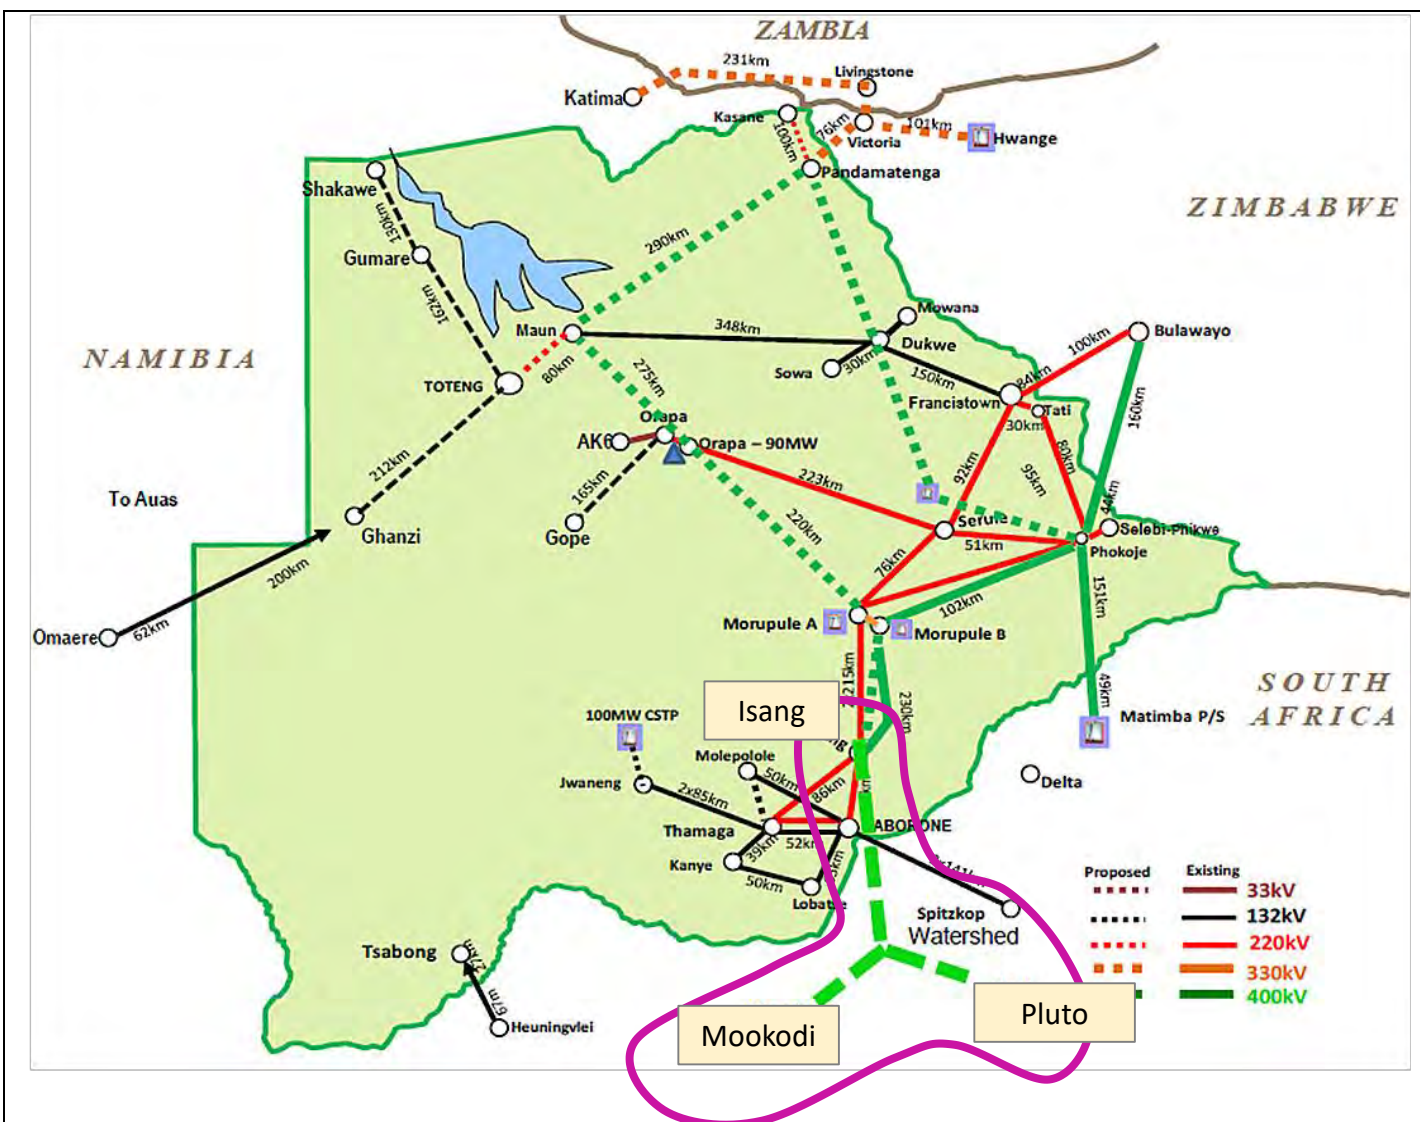 ZAMBIA
231km
Livingstone
Katima
Kasane
76km
101km
100km
Victoria
Hwange
Pandamatenga
Shakawe
ZIMBABWE
130km
290km
Gumare
162km
Mowana
Maun
348km
Dukwe
100km
Bulawayo
NAMIBIA
80km
275km
Sowa
30km
150km
84km
TOTENG
Francistown
Tati
160km
30km
Orapa
AK6
Orapa – 90MW
92km
80km
212km
95km
165km
223km
44km
To Auas
220km
Serule
Selebi-Phikwe
Ghanzi
Gope
51km
Phokoje
200km
76km
151km
62km
102km
Omaere
Morupule A
Morupule B
215km
SOUTH
AFRICA
49km
230km
Isang
100MW CSTP
Matimba P/S
Molepolole
50km
Jwaneng
2x85km
86km
Delta
Thamaga
ABORONE
52km
39km
Kanye
50km
Lobatse
Proposed
Existing
33kV
132kV
220kV
330kV
400kV
Spitzkop
Watershed
Tsabong
27km
67m
Heuningvlei
Pluto
Mookodi